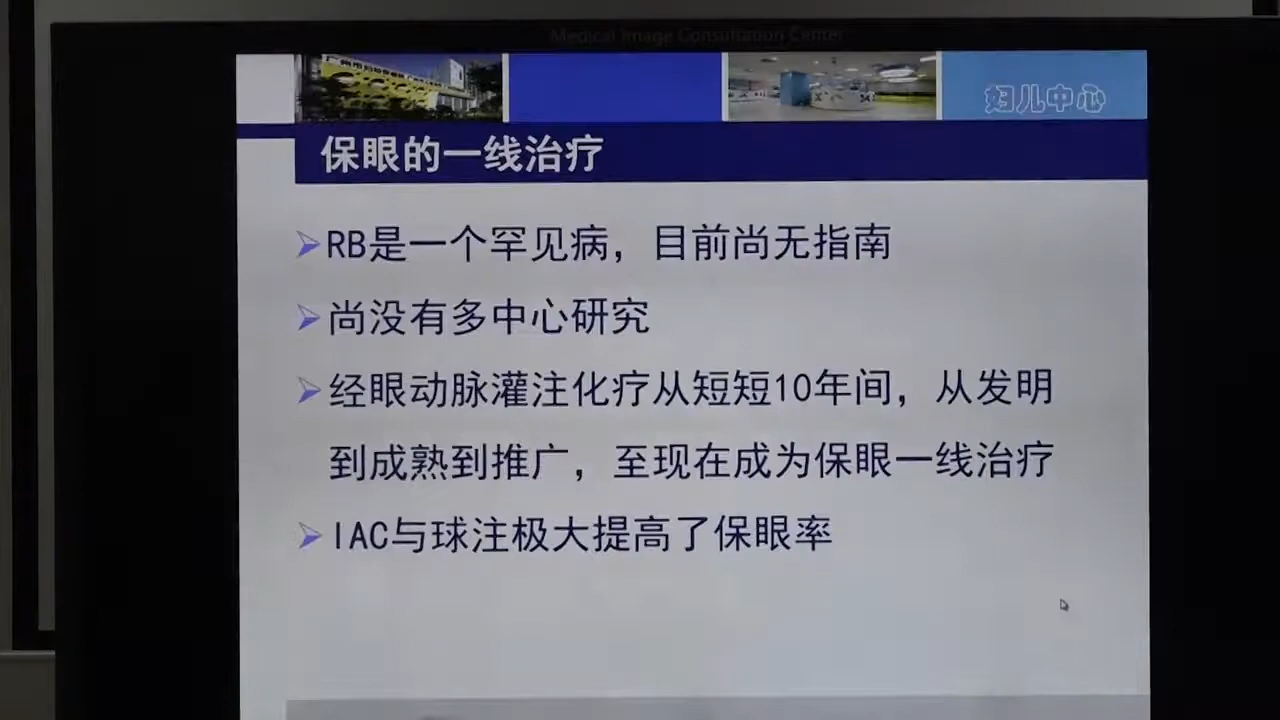 Medical Image Consultation Center
妇儿中心
保眼的一线治疗
RB是一个罕见病，目前尚无指南
尚没有多中心研究
经眼动脉灌注化疗从短短10年间，从发明
到成熟到推广，至现在成为保眼一线治疗
IAC与球注极大提高了保眼率